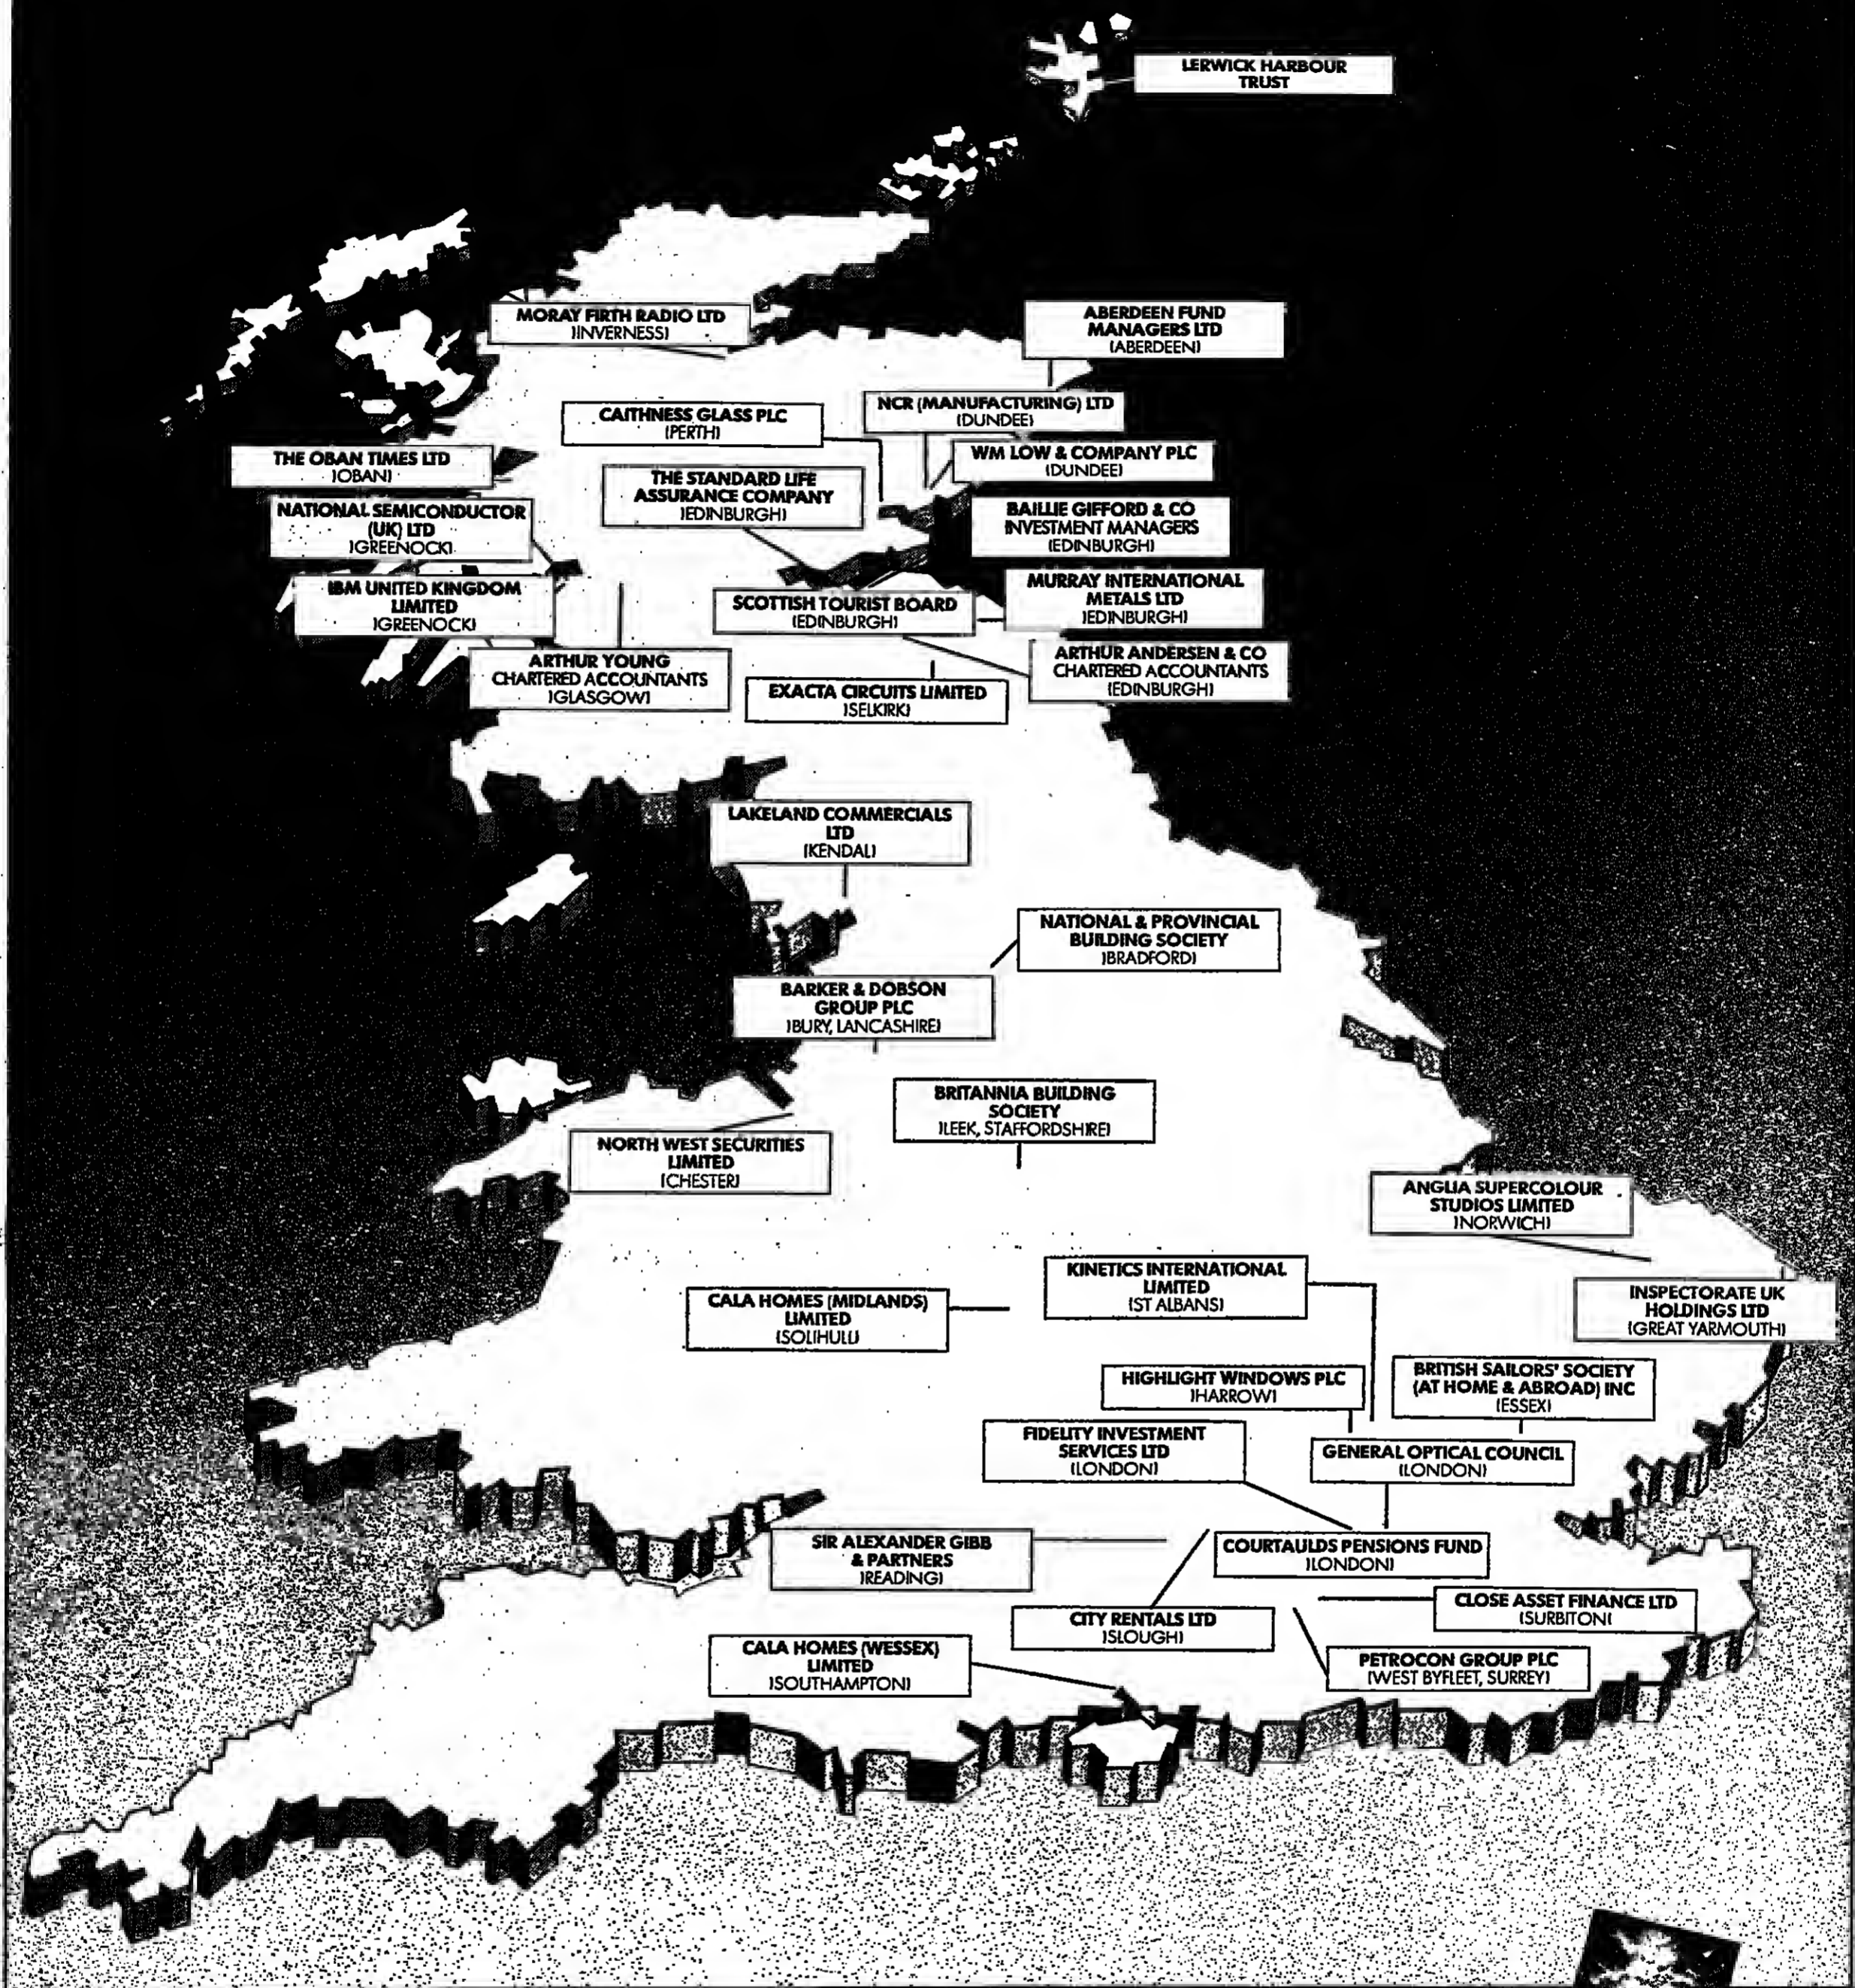 LERWICK HARBOUR
TRUST
MORAY FIRTH RADIO LTD
(INVERNESS)
ABERDEEN FUND
MANAGERS LTD
(ABERDEEN)
CAITHNESS GLASS PLC
(PERTH)
NCR (MANUFACTURING) LTD
(DUNDEE)
THE OBAN TIMES LTD
(OBAN)
WM LOW & COMPANY PLC
(DUNDEE)
THE STANDARD LIFE
ASSURANCE COMPANY
(EDINBURGH)
NATIONAL SEMICONDUCTOR
(UK) LTD
(GREENOCK)
BAILLIE GIFFORD & CO
INVESTMENT MANAGERS
(EDINBURGH)
IBM UNITED KINGDOM
LIMITED
(GREENOCK)
SCOTTISH TOURIST BOARD
(EDINBURGH)
MURRAY INTERNATIONAL
METALS LTD
(EDINBURGH)
ARTHUR YOUNG
CHARTERED ACCOUNTANTS
(GLASGOW)
EXACTA CIRCUITS LIMITED
(SELKIRK)
ARTHUR ANDERSEN & CO
CHARTERED ACCOUNTANTS
(EDINBURGH)
LAKELAND COMMERCIALS
LTD
(KENDAL)
NATIONAL & PROVINCIAL
BUILDING SOCIETY
(BRADFORD)
BARKER & DOBSON
GROUP PLC
(BURY, LANCASHIRE)
BRITANNIA BUILDING
SOCIETY
(LEEK, STAFFORDSHIRE)
NORTH WEST SECURITIES
LIMITED
(CHESTER)
ANGLIA SUPERCOLOUR
STUDIOS LIMITED
(NORWICH)
KINETICS INTERNATIONAL
LIMITED
(ST ALBANS)
CALA HOMES (MIDLANDS)
LIMITED
(SOLIHULL)
INSPECTORATE UK
HOLDINGS LTD
(GREAT YARMOUTH)
HIGHLIGHT WINDOWS PLC
(HARROW)
BRITISH SAILORS' SOCIETY
(AT HOME & ABROAD) INC
(ESSEX)
FIDELITY INVESTMENT
SERVICES LTD
(LONDON)
GENERAL OPTICAL COUNCIL
(LONDON)
SIR ALEXANDER GIBB
& PARTNERS
(READING)
COURTAULDS PENSIONS FUND
(LONDON)
CITY RENTALS LTD
(SLOUGH)
CLOSE ASSET FINANCE LTD
(SURBITON)
CALA HOMES (WESSEX)
LIMITED
(SOUTHAMPTON)
PETROCON GROUP PLC
(WEST BYFLEET, SURREY)